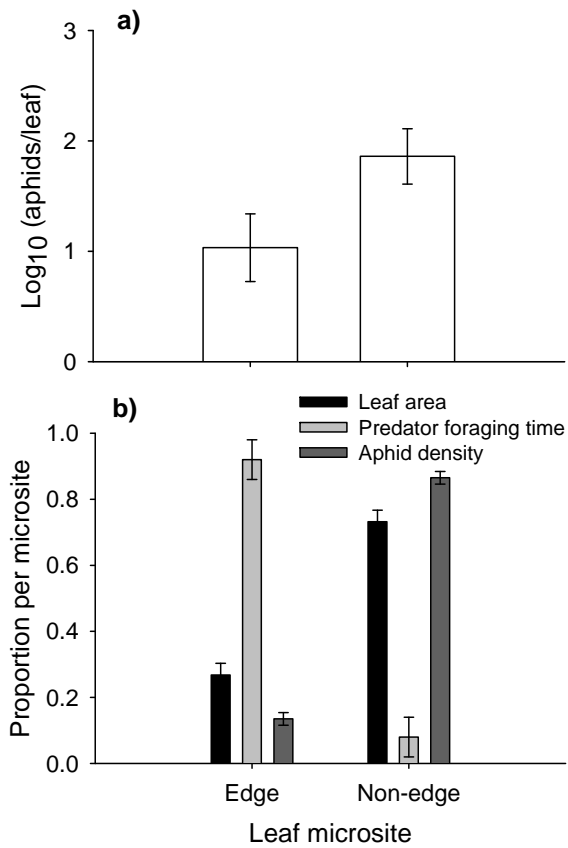 a)
Log10 (aphids/leaf)
3
2
1
0
b)
Leaf area
Predator foraging time
Aphid density
Proportion per microsite
1.0
0.8
0.6
0.4
0.2
0.0
Edge Non-edge
Leaf microsite